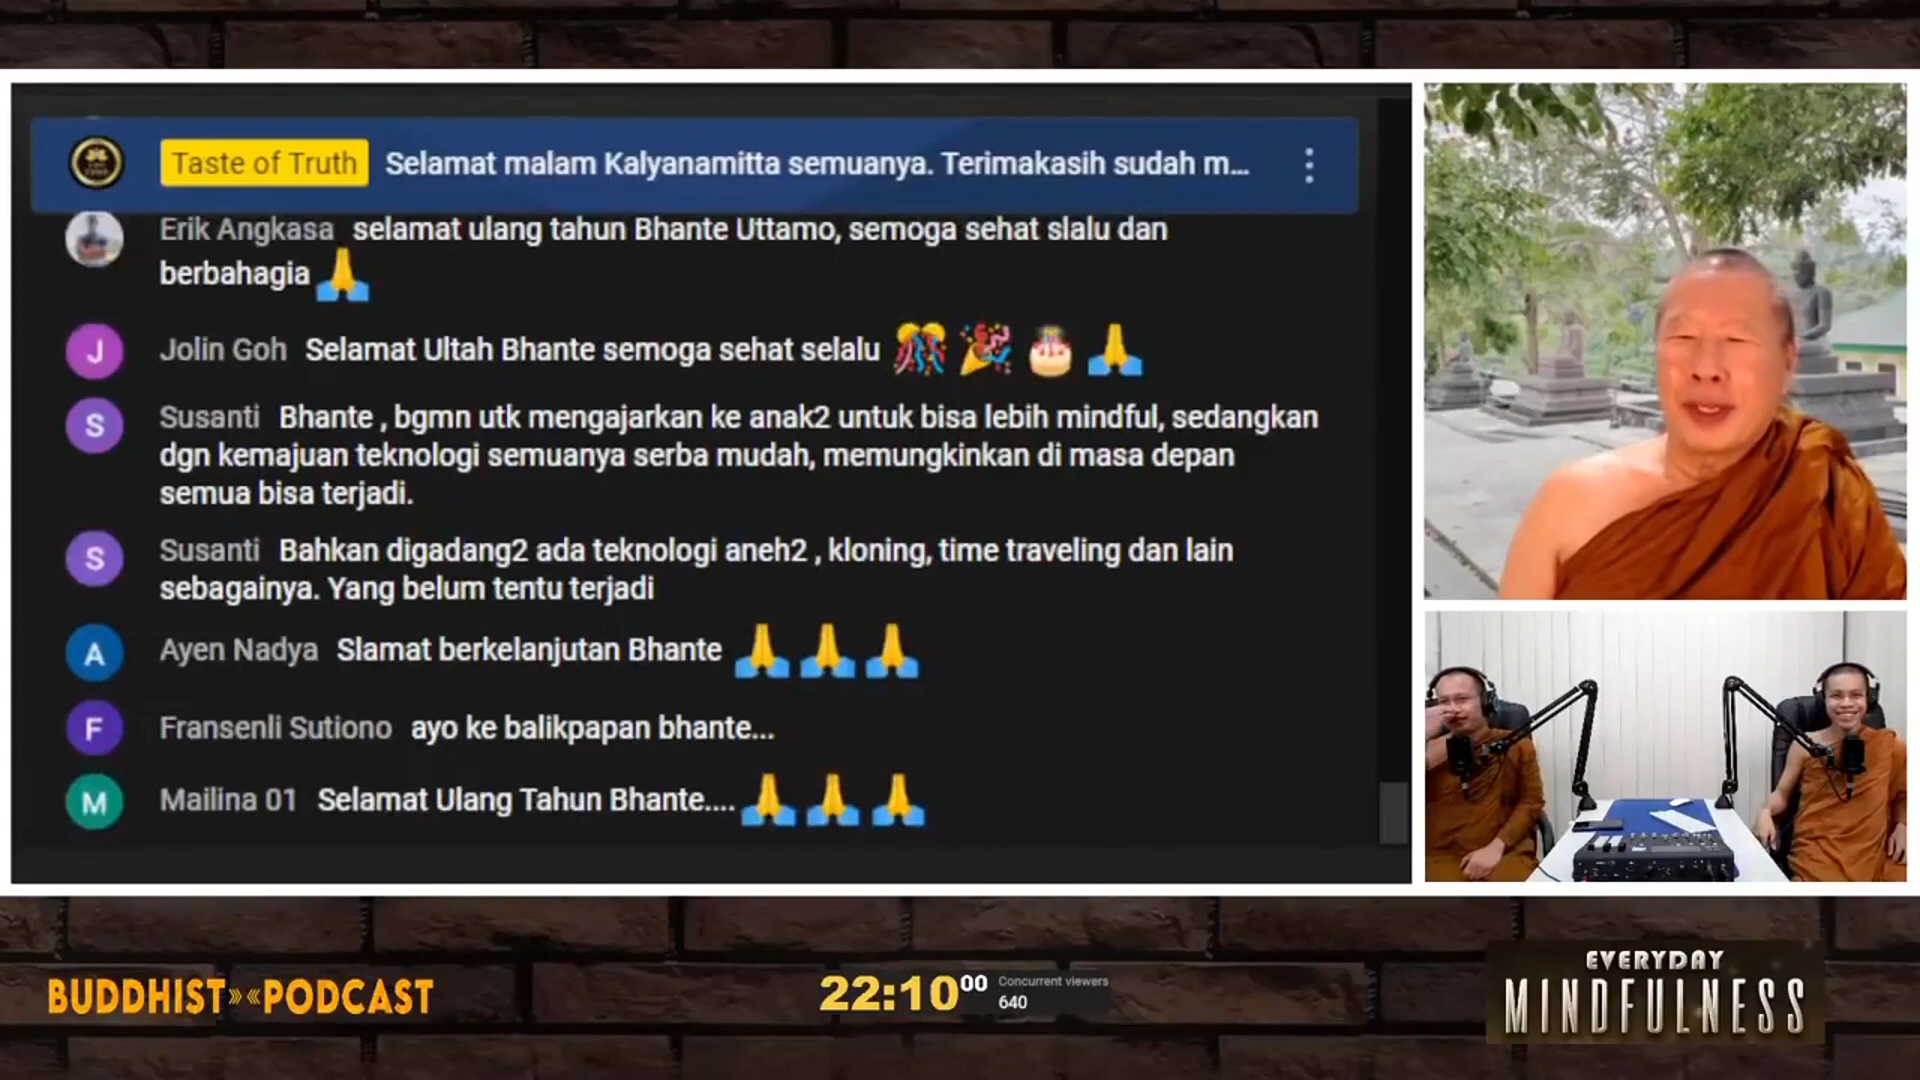 Taste of Truth Selamat malam Kalyanamitta semuanya. Terimakasih sudah m...
Erik Angkasa selamat ulang tahun Bhante Uttamo, semoga sehat slalu dan
berbahagia 🙏
J Jolin Goh Selamat Ultah Bhante semoga sehat selalu 🎊 🎉 🎂 🙏
S Susanti Bhante , bgmn utk mengajarkan ke anak2 untuk bisa lebih mindful, sedangkan
dgn kemajuan teknologi semuanya serba mudah, memungkinkan di masa depan
semua bisa terjadi.
S Susanti Bahkan digadang2 ada teknologi aneh2 , kloning, time traveling dan lain
sebagainya. Yang belum tentu terjadi
A Ayen Nadya Slamat berkelanjutan Bhante 🙏 🙏 🙏
F Fransenli Sutiono ayo ke balikpapan bhante...
M Mailina 01 Selamat Ulang Tahun Bhante.... 🙏 🙏 🙏
BUDDHIST»«PODCAST
22:10 00
Concurrent viewers
640
EVERYDAY
MINDFULNESS